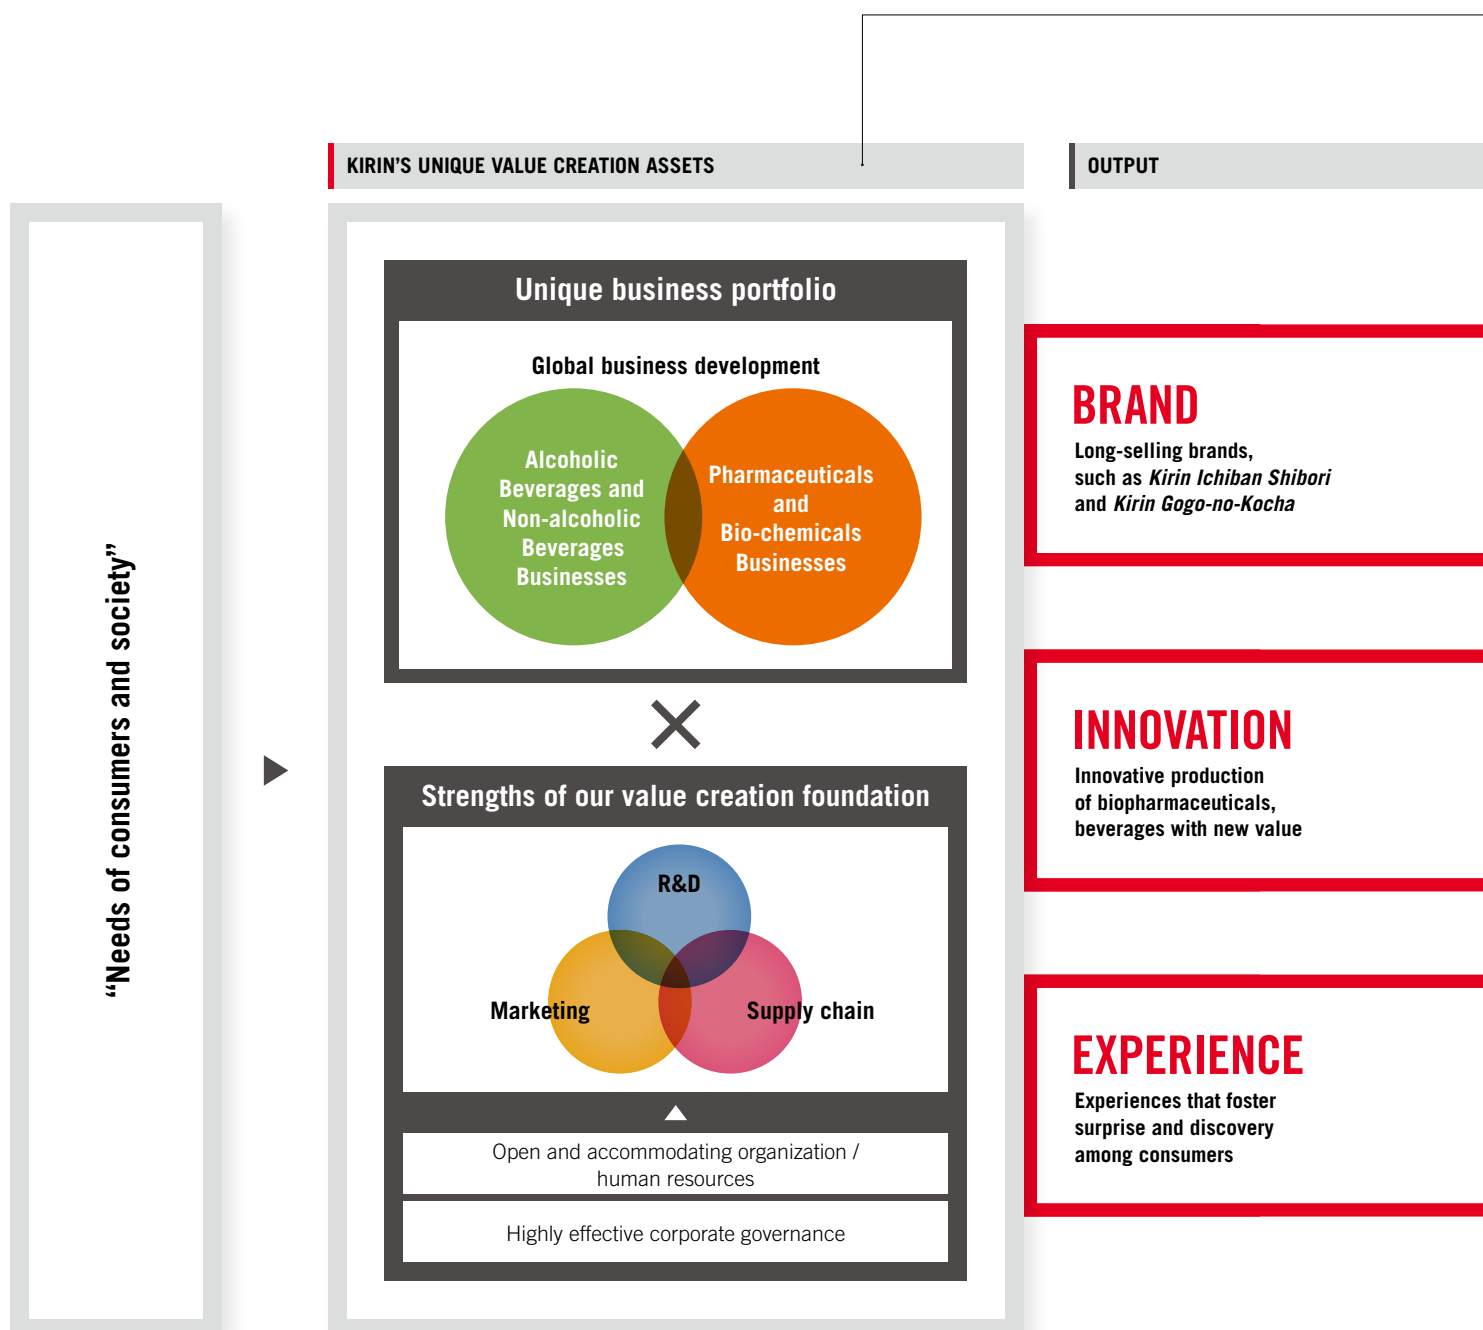 KIRIN'S UNIQUE VALUE CREATION ASSETS
OUTPUT
“Needs of consumers and society”
Unique business portfolio
Global business development
Alcoholic
Beverages and
Non-alcoholic
Beverages
Businesses
Pharmaceuticals
and
Bio-chemicals
Businesses
Strengths of our value creation foundation
R&D
Marketing
Supply chain
Open and accommodating organization /
human resources
Highly effective corporate governance
BRAND
Long-selling brands,
such as Kirin Ichiban Shibori
and Kirin Gogo-no-Kocha
INNOVATION
Innovative production
of biopharmaceuticals,
beverages with new value
EXPERIENCE
Experiences that foster
surprise and discovery
among consumers